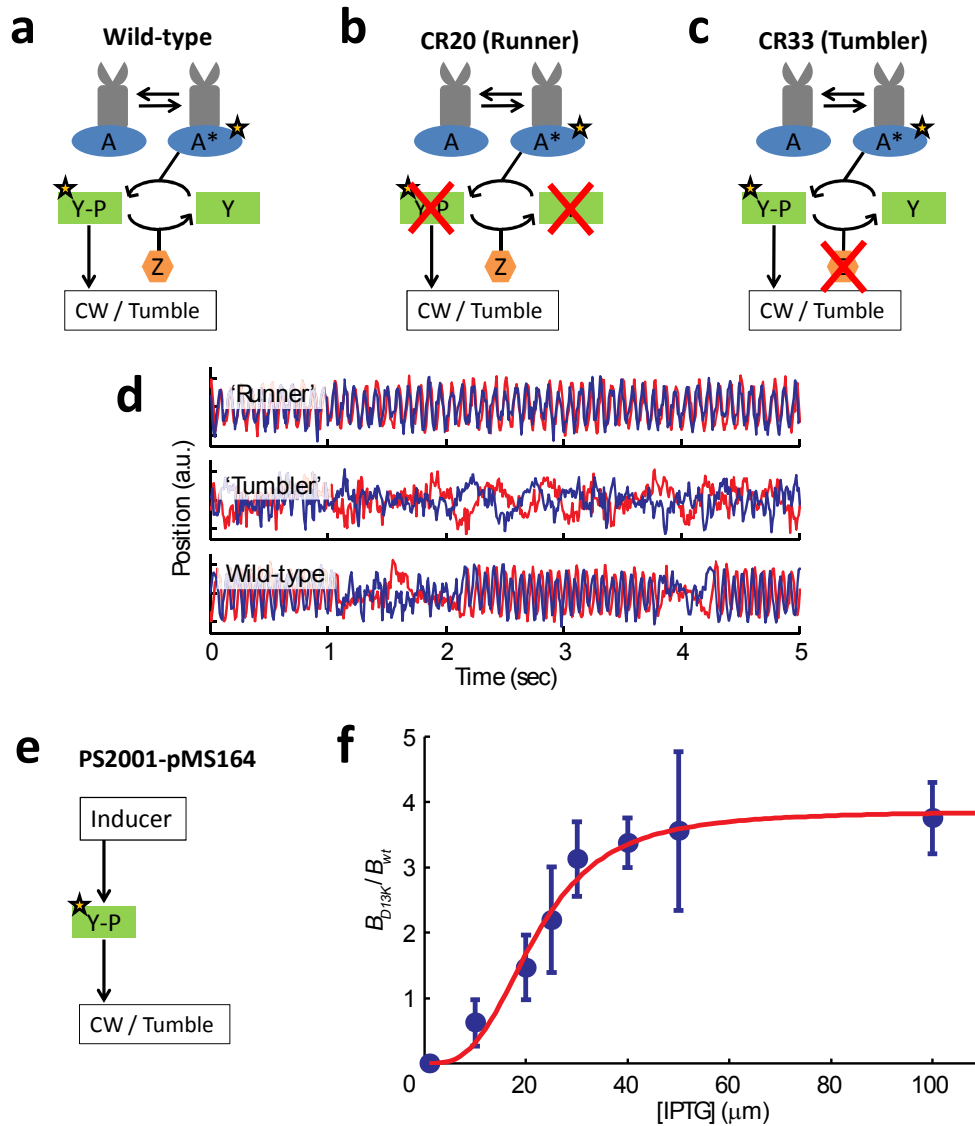 a
Wild-type
A
A*
Y-P
Y
Z
CW / Tumble
b
CR20 (Runner)
A
A*
Y-P
CW / Tumble
Z
c
CR33 (Tumbler)
A
A*
Y-P
Y
CW / Tumble
d
'Runner'
'Tumbler'
Wild-type
Position (a.u.)
0 1 2 3 4 5
Time (sec)
e
PS2001-pMS164
Inducer
Y-P
CW / Tumble
f
5
4
3
2
1
0 20 40 60 80 100
B_D13K / B_wt
[IPTG] (μm)